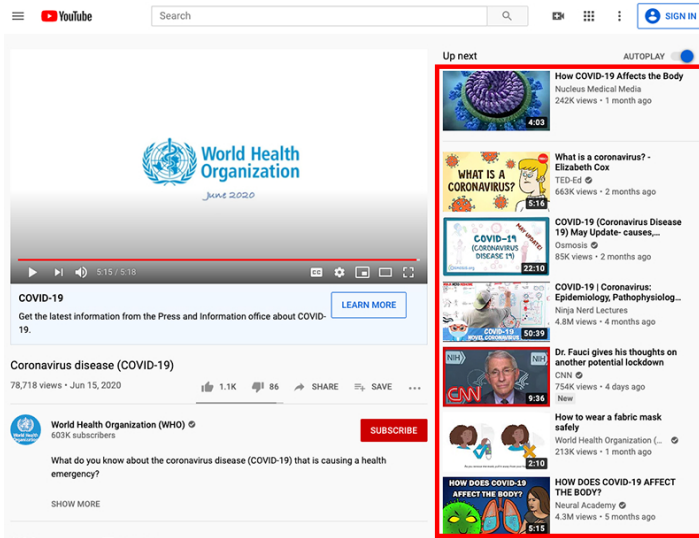 YouTube
Search
SIGN IN
World Health
Organization
June 2020
5:15 / 5:18
CC
COVID-19
Get the latest information from the Press and Information office about COVID-
19.
LEARN MORE
Coronavirus disease (COVID-19)
78,718 views • Jun 15, 2020
1.1K
86
SHARE
SAVE
World Health Organization (WHO)
603K subscribers
SUBSCRIBE
What do you know about the coronavirus disease (COVID-19) that is causing a health
emergency?
SHOW MORE
Up next
AUTOPLAY
4:03
How COVID-19 Affects the Body
Nucleus Medical Media
242K views • 1 month ago
WHAT IS A
CORONAVIRUS?
5:16
What is a coronavirus? -
Elizabeth Cox
TED-Ed
663K views • 2 months ago
MAY UPDATE!
COVID-19
(CORONAVIRUS
DISEASE 19)
22:10
COVID-19 (Coronavirus Disease
19) May Update- causes,...
Osmosis
85K views • 2 months ago
COVID-19
NOVEL CORONAVIRUS
50:39
COVID-19 | Coronavirus:
Epidemiology, Pathophysiolog...
Ninja Nerd Lectures
4.8M views • 4 months ago
NIH
NIH
CNN
9:36
Dr. Fauci gives his thoughts on
another potential lockdown
CNN
754K views • 4 days ago
New
2:10
How to wear a fabric mask
safely
World Health Organization (...
213K views • 1 month ago
HOW DOES COVID-19
AFFECT THE BODY?
5:15
HOW DOES COVID-19 AFFECT
THE BODY?
Neural Academy
4.3M views • 5 months ago